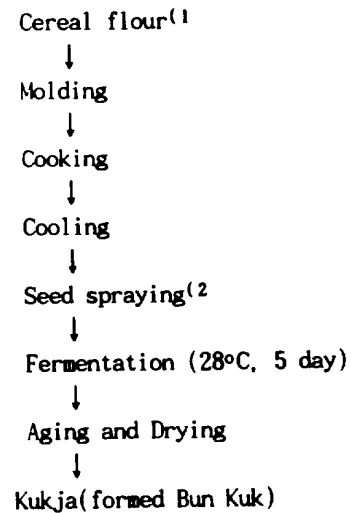 Cereal flour(1
↓
Molding
↓
Cooking
↓
Cooling
↓
Seed spraying(2
↓
Fermentation (28°C, 5 day)
↓
Aging and Drying
↓
Kukja(formed Bun Kuk)